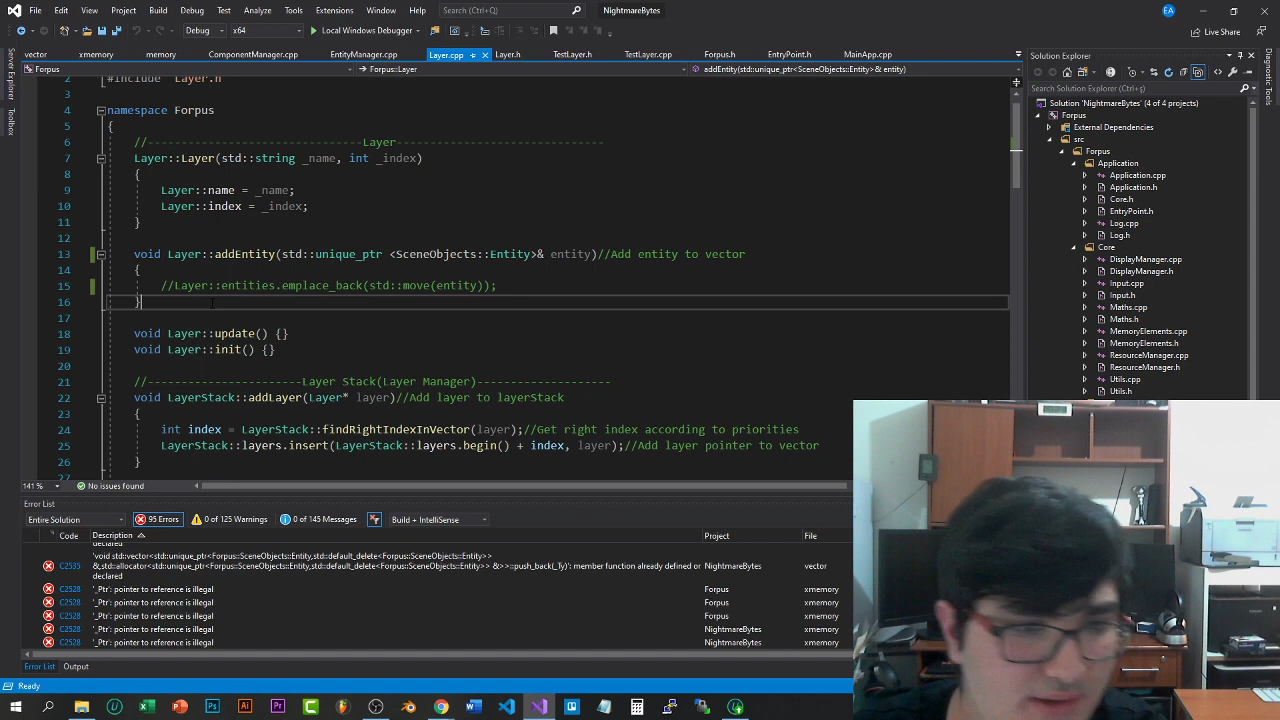 File Edit View Project Build Debug Test Analyze Tools Extensions Window Help Search (Ctrl+Q) NightmareBytes EA
Debug x64 Local Windows Debugger Live Share
vector xmemory memory ComponentManager.cpp EntityManager.cpp Layer.cpp Layer.h TestLayer.h TestLayer.cpp Forpus.h EntryPoint.h MainApp.cpp
Forpus Forpus::Layer addEntity(std::unique_ptr<SceneObjects::Entity>& entity)
2 #include "Layer.h"
3
4 namespace Forpus
5 {
6 //--------------------------------Layer--------------------------------
7 Layer::Layer(std::string _name, int _index)
8 {
9 Layer::name = _name;
10 Layer::index = _index;
11 }
12
13 void Layer::addEntity(std::unique_ptr <SceneObjects::Entity>& entity)//Add entity to vector
14 {
15 //Layer::entities.emplace_back(std::move(entity));
16 }
17
18 void Layer::update() {}
19 void Layer::init() {}
20
21 //-----------------------Layer Stack(Layer Manager)--------------------
22 void LayerStack::addLayer(Layer* layer)//Add layer to layerStack
23 {
24 int index = LayerStack::findRightIndexInVector(layer);//Get right index according to priorities
25 LayerStack::layers.insert(LayerStack::layers.begin() + index, layer);//Add layer pointer to vector
26 }
27
141 % No issues found
Error List
Entire Solution 95 Errors 0 of 125 Warnings 0 of 145 Messages Build + IntelliSense
Code Description Project File
declared
'void std::vector<std::unique_ptr<Forpus::SceneObjects::Entity,std::default_delete<Forpus::SceneObjects::Entity>>
C2535 &,std::allocator<std::unique_ptr<Forpus::SceneObjects::Entity,std::default_delete<Forpus::SceneObjects::Entity>> &>>::push_back(_Ty)': member function already defined or NightmareBytes vector
declared
C2528 '_Ptr': pointer to reference is illegal Forpus xmemory
C2528 '_Ptr': pointer to reference is illegal Forpus xmemory
C2528 '_Ptr': pointer to reference is illegal Forpus xmemory
C2528 '_Ptr': pointer to reference is illegal NightmareBytes xmemory
C2528 '_Ptr': pointer to reference is illegal NightmareBytes xmemory
Error List Output
Ready
Server Explorer
Toolbox
Solution Explorer
Search Solution Explorer (Ctrl+ş)
Solution 'NightmareBytes' (4 of 4 projects)
Forpus
External Dependencies
src
Forpus
Application
Application.cpp
Application.h
Core.h
EntryPoint.h
Log.cpp
Log.h
Core
DisplayManager.cpp
DisplayManager.h
Input.cpp
Input.h
Maths.cpp
Maths.h
MemoryElements.cpp
MemoryElements.h
ResourceManager.cpp
ResourceManager.h
Utils.cpp
Utils.h
Diagnostic Tools